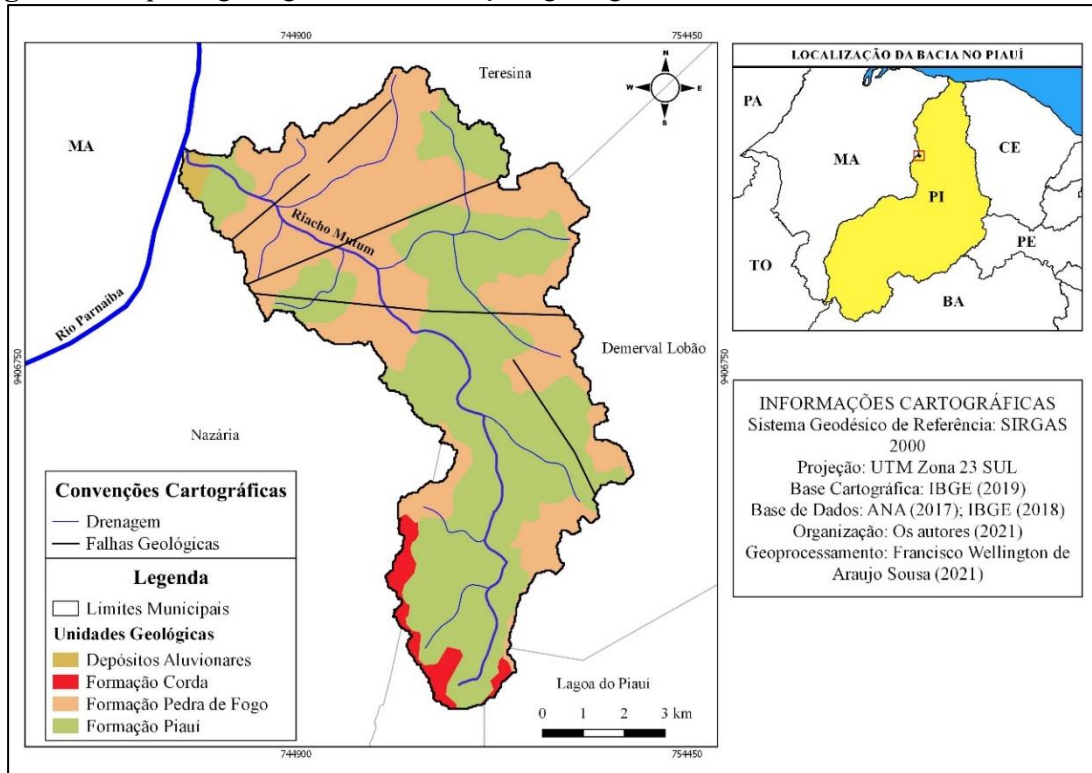 744900
754450
Teresina
N
W
E
S
MA
Riacho Mutum
Rio Parnaíba
9406750
9406750
Demerval Lobão
Nazária
Lagoa do Piauí
Convenções Cartográficas
Drenagem
Falhas Geológicas
Legenda
Limites Municipais
Unidades Geológicas
Depósitos Aluvionares
Formação Corda
Formação Pedra de Fogo
Formação Piauí
0 1 2 3 km
744900
754450
LOCALIZAÇÃO DA BACIA NO PIAUÍ
PA
MA
CE
PI
TO
PE
BA
INFORMAÇÕES CARTOGRÁFICAS
Sistema Geodésico de Referência: SIRGAS
2000
Projeção: UTM Zona 23 SUL
Base Cartográfica: IBGE (2019)
Base de Dados: ANA (2017); IBGE (2018)
Organização: Os autores (2021)
Geoprocessamento: Francisco Wellington de
Araujo Sousa (2021)